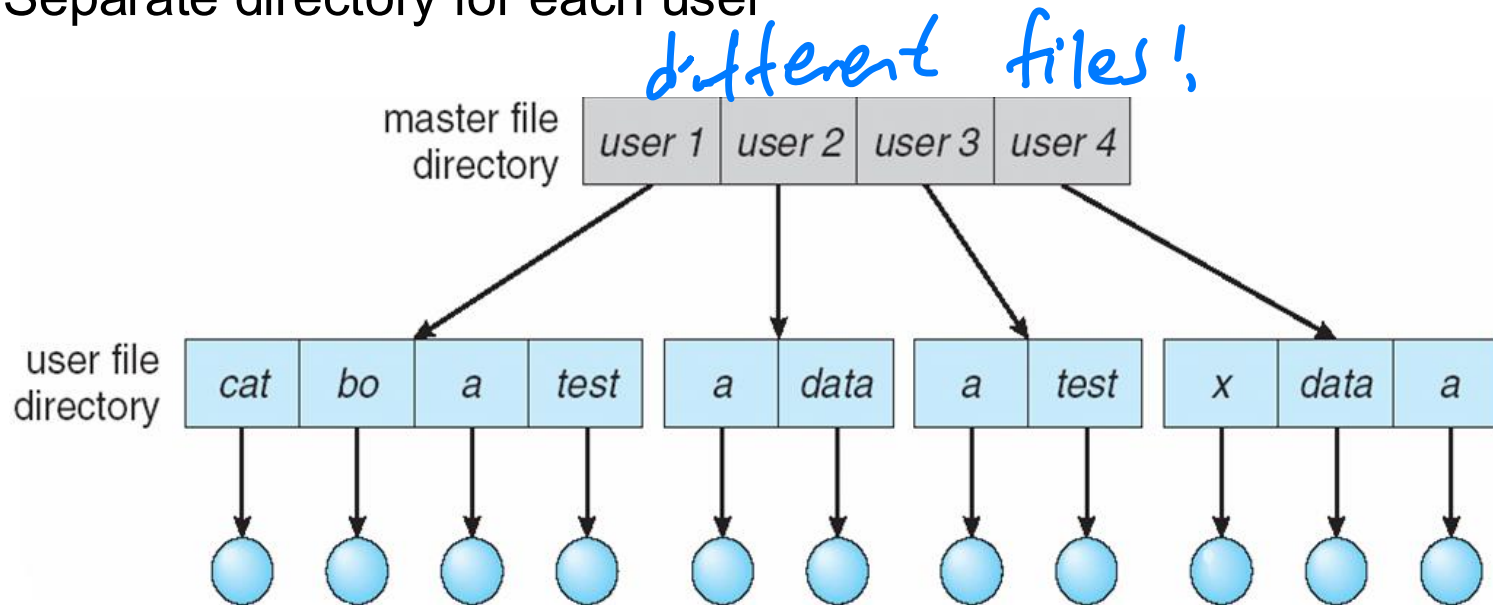 Separate directory for each user
different files!
master file
directory
user 1 user 2 user 3 user 4
user file
directory
cat bo a test a data a test x data a